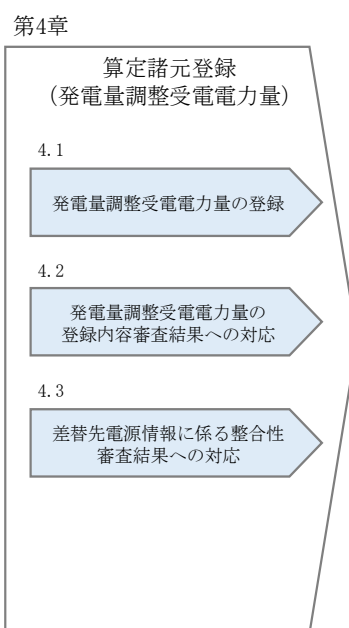 第4章
算定諸元登録
（発電量調整受電電力量）
4.1
発電量調整受電電力量の登録
4.2
発電量調整受電電力量の
登録内容審査結果への対応
4.3
差替先電源情報に係る整合性
審査結果への対応